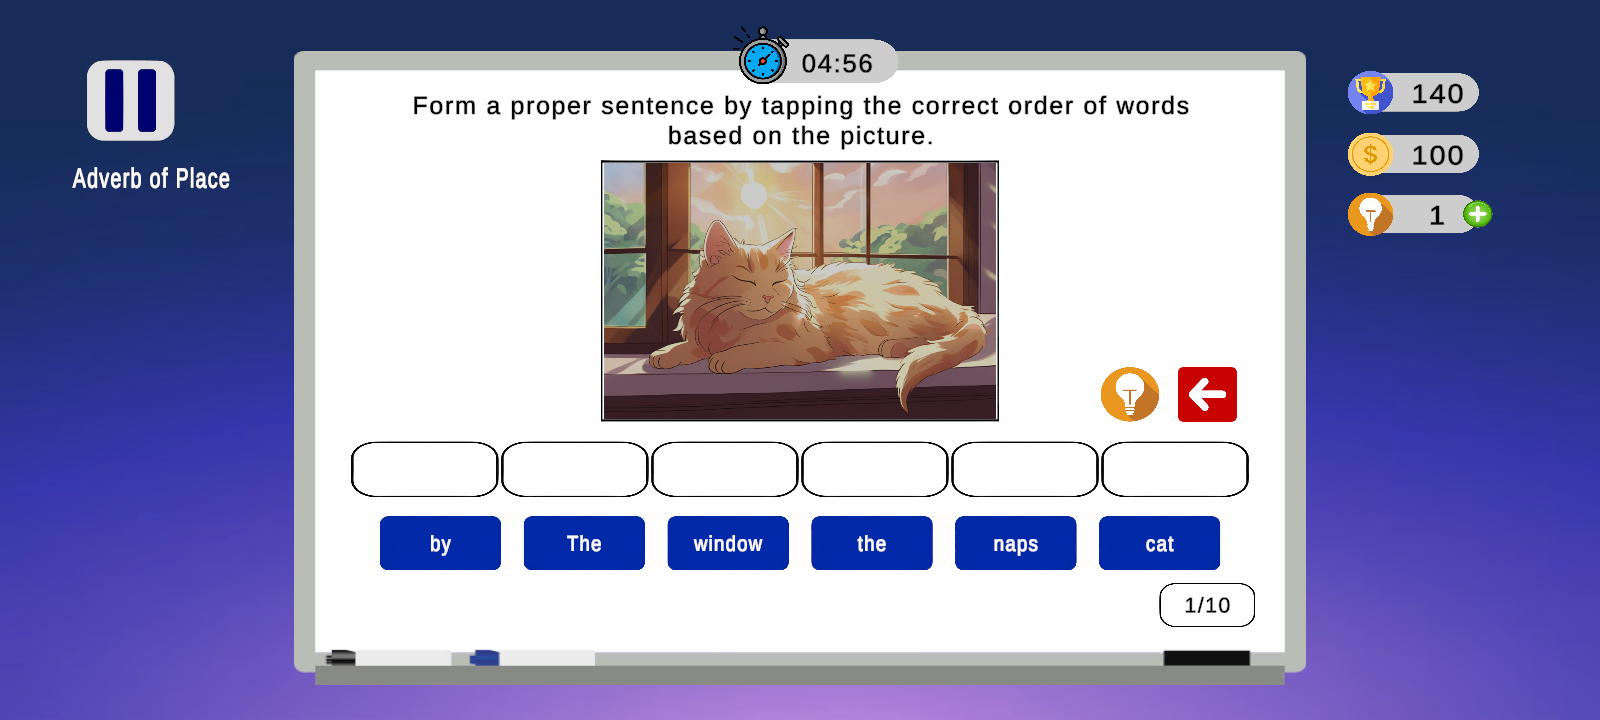 04:56
140
Form a proper sentence by tapping the correct order of words
based on the picture.
100
Adverb of Place
1
by The window the naps cat
1/10